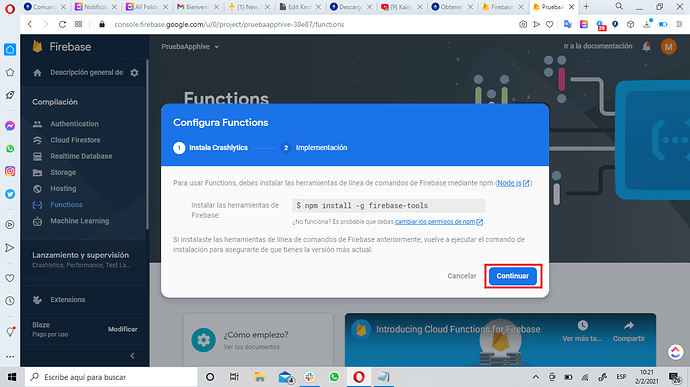 Comunic
Notificati
All Folde
Bienveni
(1) New
Edit Kno
Descarg
(9) Kany
Obtene
Firebase
PruebaAp
console.firebase.google.com/u/0/project/pruebaapphive-38e87/functions
Firebase
PruebaApphive
Ir a la documentación
M
Descripción general de
Functions
Compilación
Authentication
Cloud Firestore
Realtime Database
Storage
Hosting
Functions
Machine Learning
Lanzamiento y supervisión
Crashlytics, Performance, Test La...
Extensions
Blaze
Pago por uso
Modificar
Configura Functions
1 Instala Crashlytics
2 Implementación
Para usar Functions, debes instalar las herramientas de línea de comandos de Firebase mediante npm (Node.js)
Instalar las herramientas de
Firebase:
$ npm install -g firebase-tools
¿No funciona? Es probable que debas cambiar los permisos de npm.
Si instalaste las herramientas de línea de comandos de Firebase anteriormente, vuelve a ejecutar el comando de
instalación para asegurarte de que tienes la versión más actual.
Cancelar
Continuar
¿Cómo empiezo?
Ver los documentos
Introducing Cloud Functions for Firebase
Ver más ta...
Compartir
Escribe aquí para buscar
ESP
10:21
2/2/2021